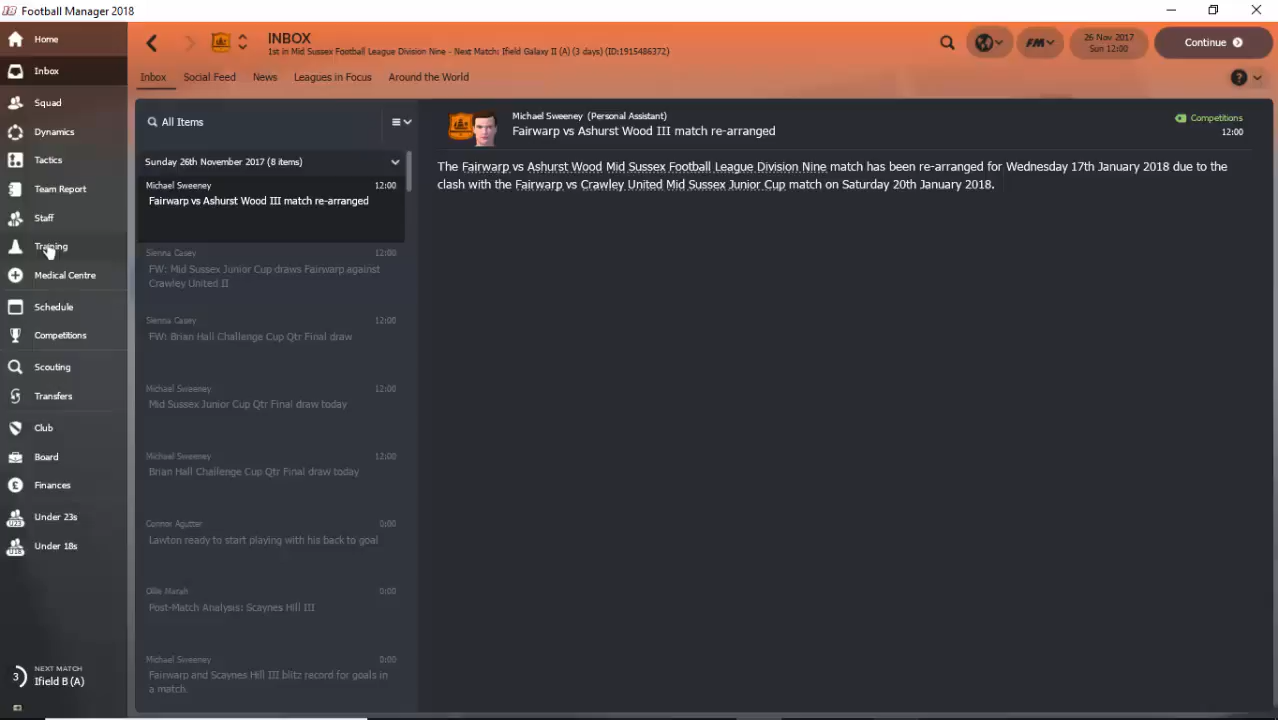 Football Manager 2018
Home
Inbox
Squad
Dynamics
Tactics
Team Report
Staff
Training
Medical Centre
Schedule
Competitions
Scouting
Transfers
Club
Board
Finances
Under 23s
Under 18s
3
NEXT MATCH
Ifield B (A)
INBOX
1st in Mid Sussex Football League Division Nine - Next Match: Ifield Galaxy II (A) (3 days) (ID:1915486372)
FM
26 Nov 2017
Sun 12:00
Continue
Inbox
Social Feed
News
Leagues in Focus
Around the World
?
All Items
Sunday 26th November 2017 (8 items)
Michael Sweeney 12:00
Fairwarp vs Ashurst Wood III match re-arranged
Sienna Casey 12:00
FW: Mid Sussex Junior Cup draws Fairwarp against
Crawley United II
Sienna Casey 12:00
FW: Brian Hall Challenge Cup Qtr Final draw
Michael Sweeney 12:00
Mid Sussex Junior Cup Qtr Final draw today
Michael Sweeney 12:00
Brian Hall Challenge Cup Qtr Final draw today
Connor Agutter 0:00
Lawton ready to start playing with his back to goal
Ollie Marah 0:00
Post-Match Analysis: Scaynes Hill III
Michael Sweeney 0:00
Fairwarp and Scaynes Hill III blitz record for goals in
a match.
Michael Sweeney (Personal Assistant)
Fairwarp vs Ashurst Wood III match re-arranged
Competitions
12:00
The Fairwarp vs Ashurst Wood Mid Sussex Football League Division Nine match has been re-arranged for Wednesday 17th January 2018 due to the
clash with the Fairwarp vs Crawley United Mid Sussex Junior Cup match on Saturday 20th January 2018.